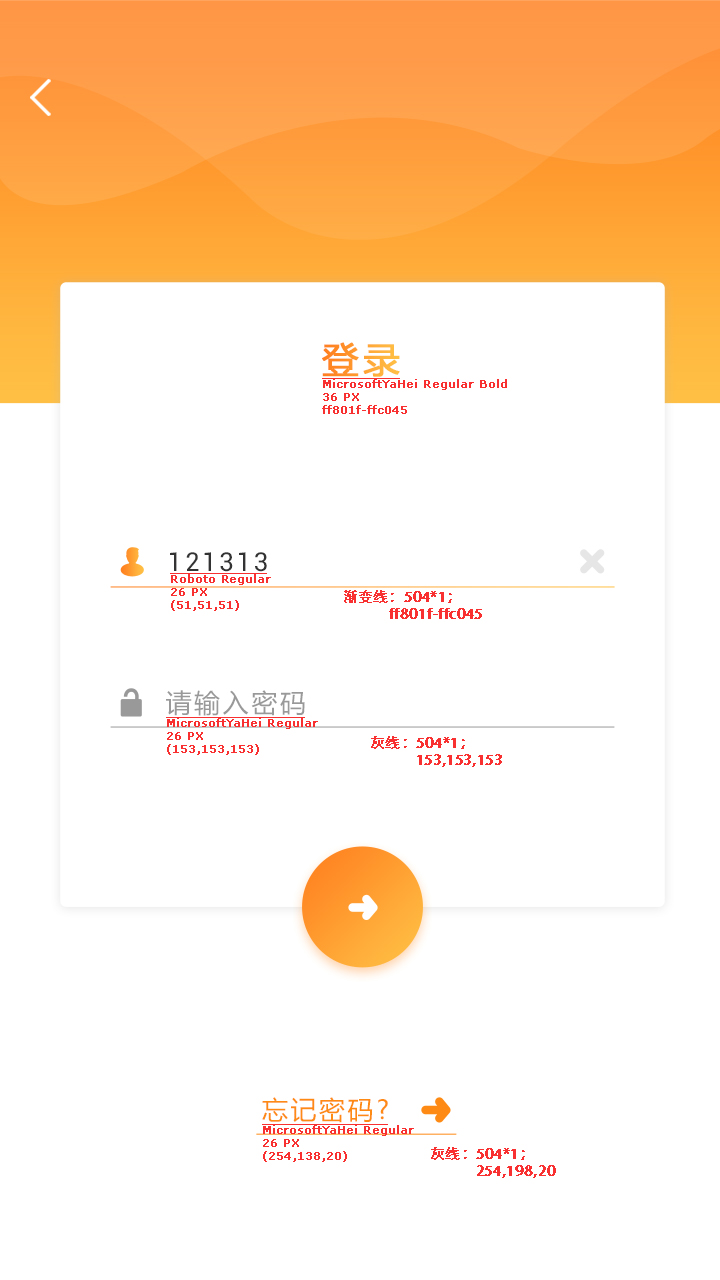 登录
MicrosoftYaHei Regular Bold
36 PX
ff801f-ffc045
121313
Roboto Regular
26 PX
(51,51,51)
渐变线：504*1；
ff801f-ffc045
请输入密码
MicrosoftYaHei Regular
26 PX
(153,153,153)
灰线：504*1；
153,153,153
忘记密码?
MicrosoftYaHei Regular
26 PX
(254,138,20)
灰线：504*1；
254,198,20